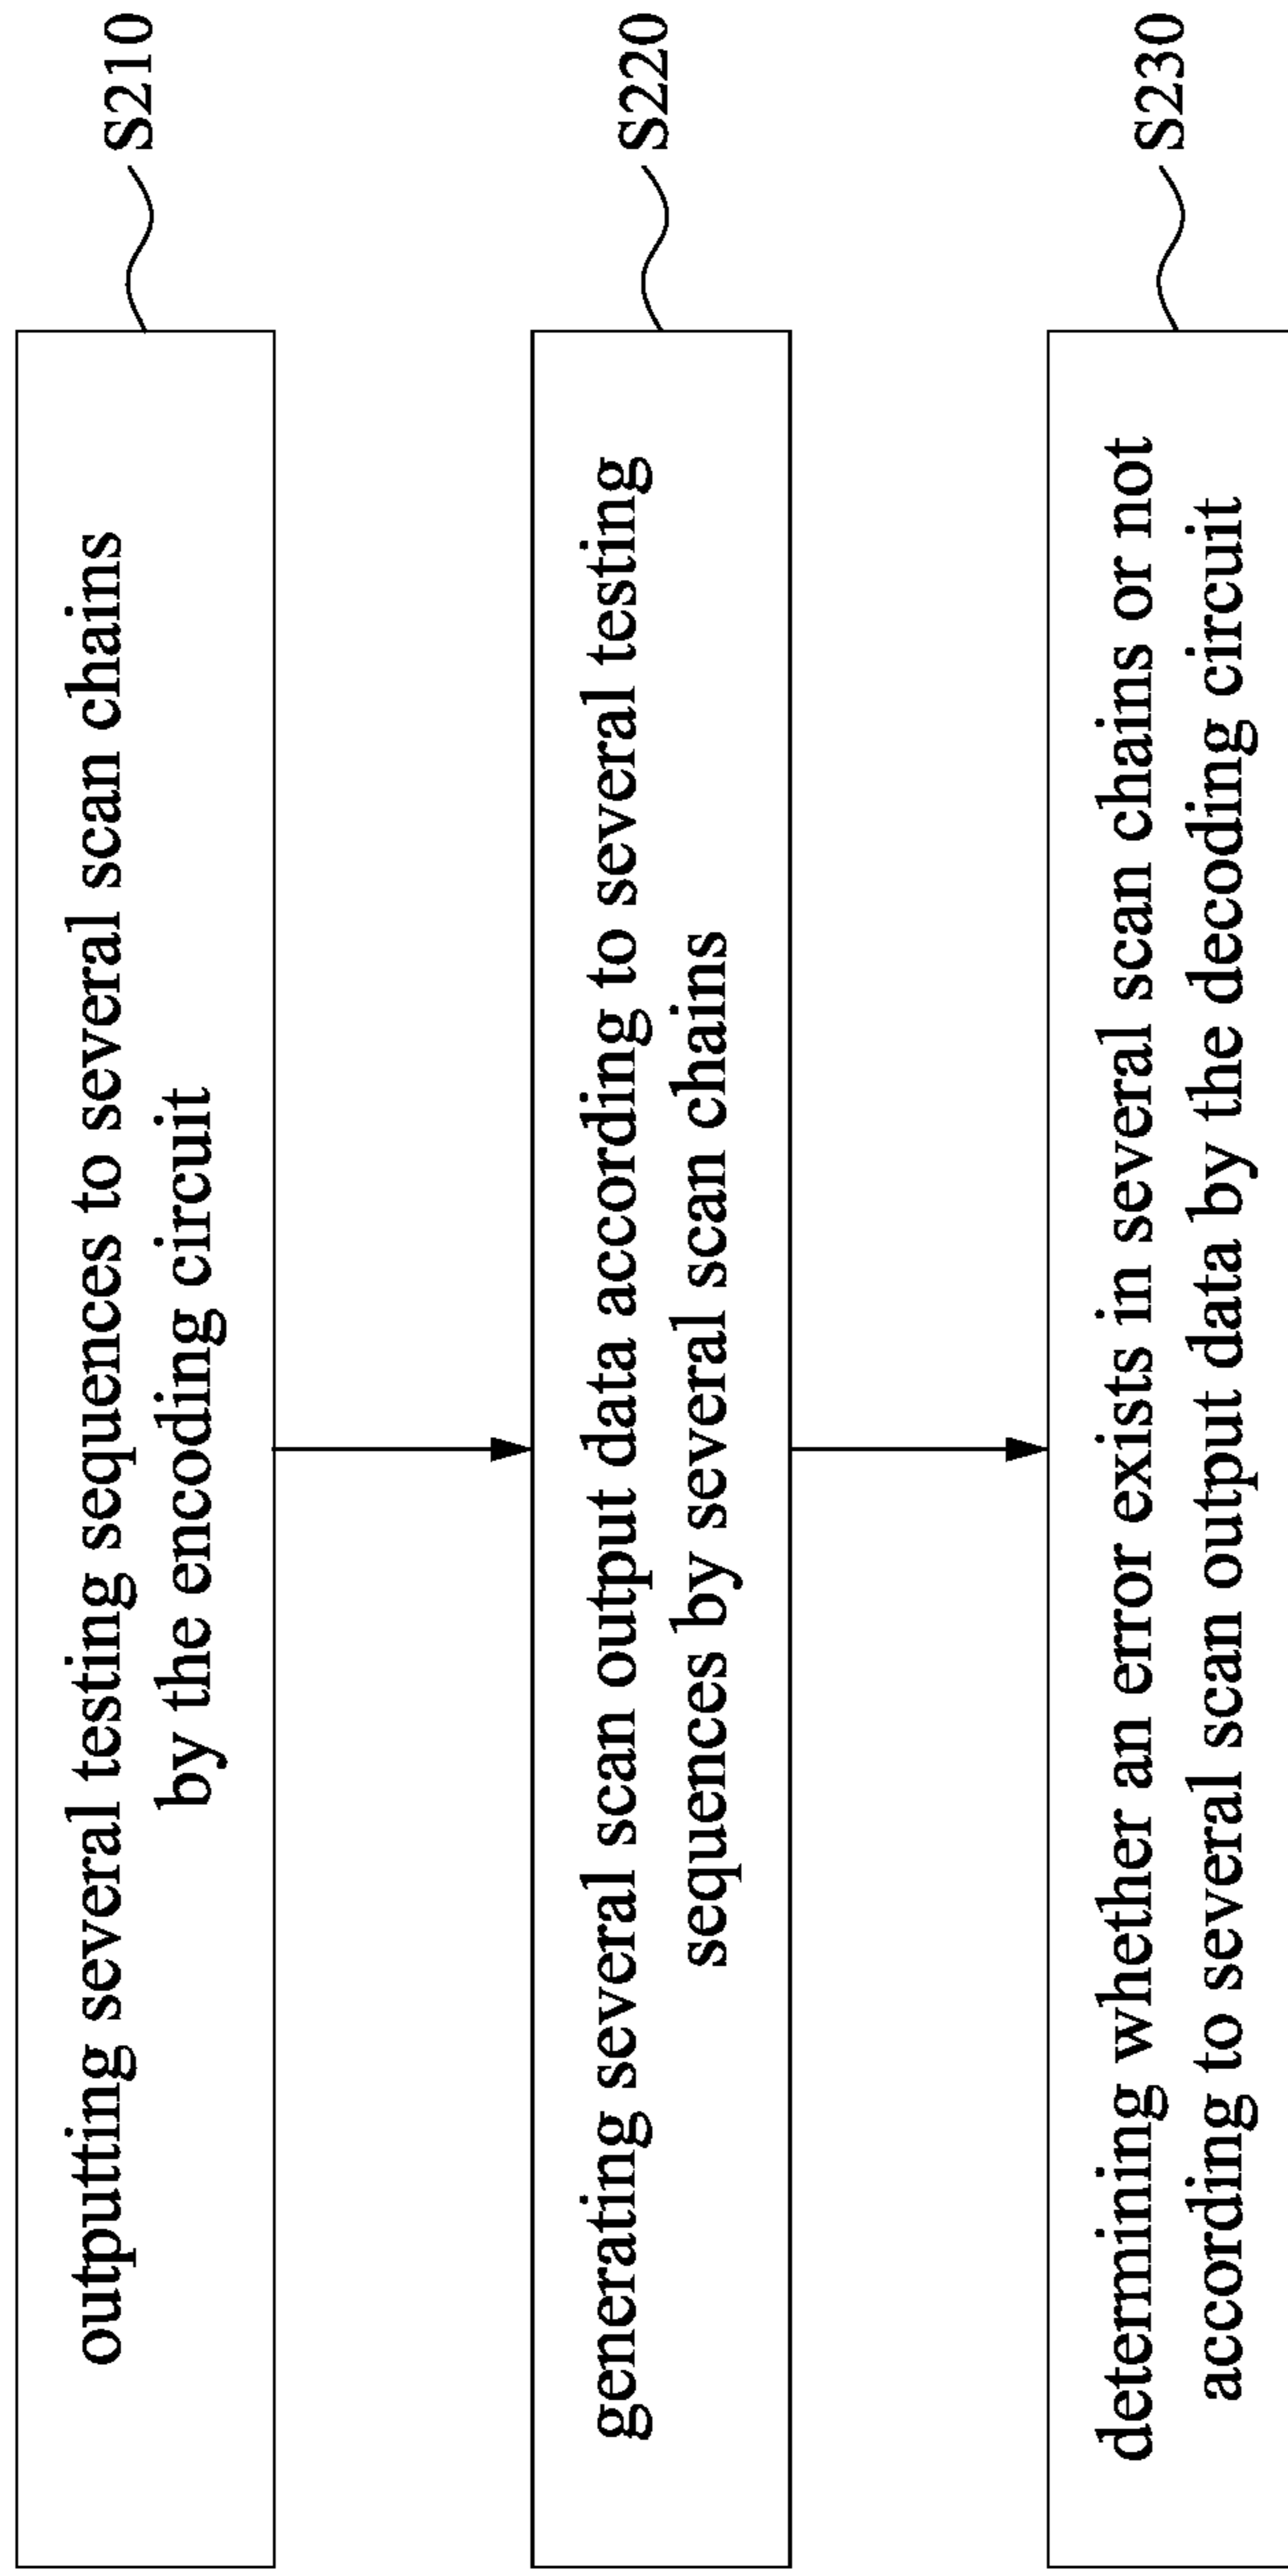 outputting several testing sequences to several scan chains
by the encoding circuit
S210
generating several scan output data according to several testing
sequences by several scan chains
S220
determining whether an error exists in several scan chains or not
according to several scan output data by the decoding circuit
S230